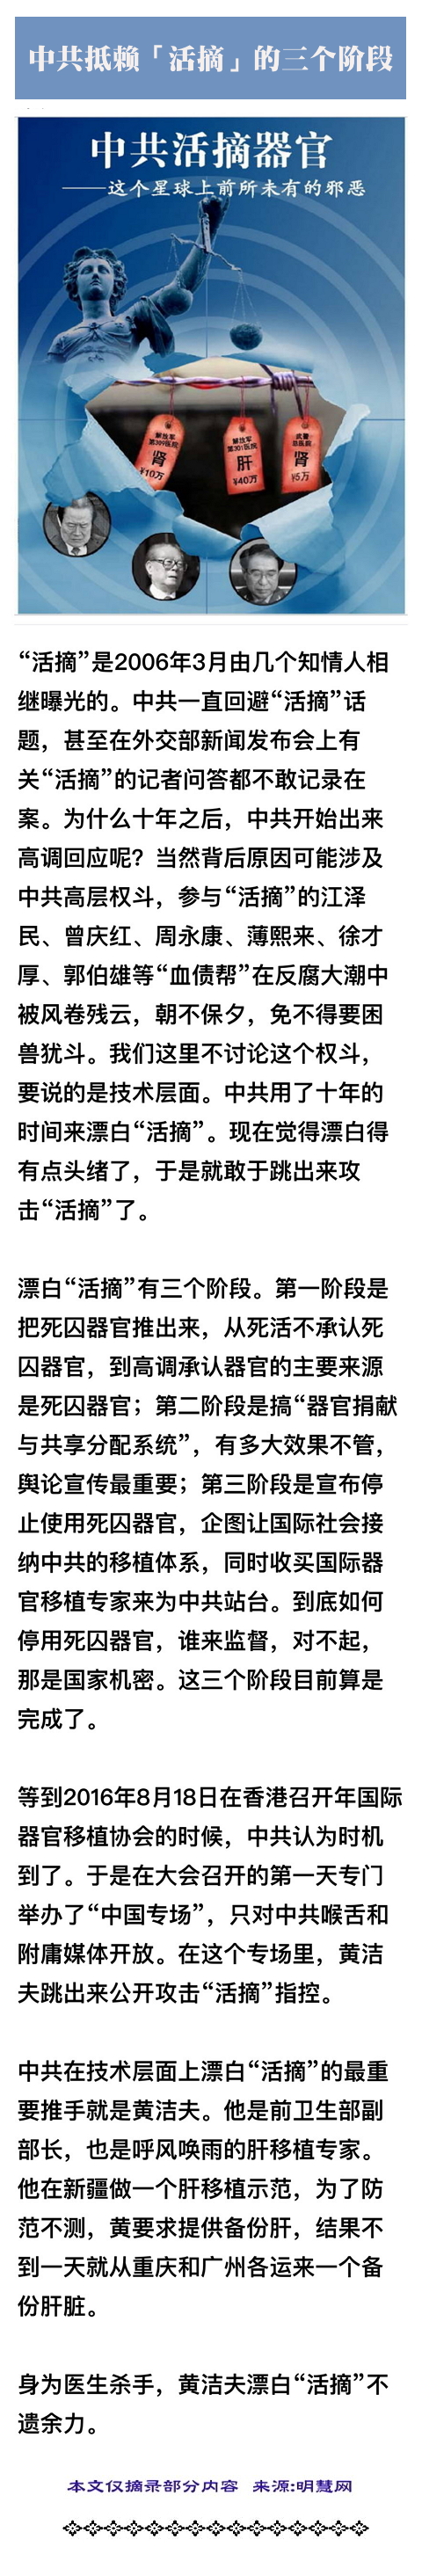 中共抵赖「活摘」的三个阶段
中共活摘器官
——这个星球上前所未有的邪恶
解放军
第309医院
肾
¥10万
解放军
第301医院
肝
¥40万
武警
总医院
肾
¥5万
“活摘”是2006年3月由几个知情人相
继曝光的。中共一直回避“活摘”话
题，甚至在外交部新闻发布会上有
关“活摘”的记者问答都不敢记录在
案。为什么十年之后，中共开始出来
高调回应呢？当然背后原因可能涉及
中共高层权斗，参与“活摘”的江泽
民、曾庆红、周永康、薄熙来、徐才
厚、郭伯雄等“血债帮”在反腐大潮中
被风卷残云，朝不保夕，免不得要困
兽犹斗。我们这里不讨论这个权斗，
要说的是技术层面。中共用了十年的
时间来漂白“活摘”。现在觉得漂白得
有点头绪了，于是就敢于跳出来攻
击“活摘”了。
漂白“活摘”有三个阶段。第一阶段是
把死囚器官推出来，从死活不承认死
囚器官，到高调承认器官的主要来源
是死囚器官；第二阶段是搞“器官捐献
与共享分配系统”，有多大效果不管，
舆论宣传最重要；第三阶段是宣布停
止使用死囚器官，企图让国际社会接
纳中共的移植体系，同时收买国际器
官移植专家来为中共站台。到底如何
停用死囚器官，谁来监督，对不起，
那是国家机密。这三个阶段目前算是
完成了。
等到2016年8月18日在香港召开年国际
器官移植协会的时候，中共认为时机
到了。于是在大会召开的第一天专门
举办了“中国专场”，只对中共喉舌和
附庸媒体开放。在这个专场里，黄洁
夫跳出来公开攻击“活摘”指控。
中共在技术层面上漂白“活摘”的最重
要推手就是黄洁夫。他是前卫生部副
部长，也是呼风唤雨的肝移植专家。
他在新疆做一个肝移植示范，为了防
范不测，黄要求提供备份肝，结果不
到一天就从重庆和广州各运来一个备
份肝脏。
身为医生杀手，黄洁夫漂白“活摘”不
遗余力。
本文仅摘录部分内容 来源:明慧网